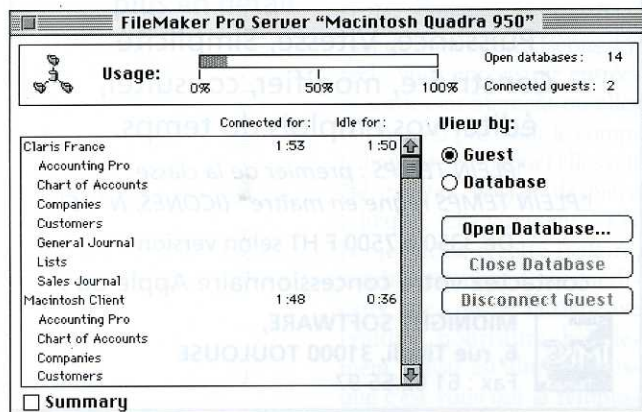 FileMaker Pro Server “Macintosh Quadra 950”
Usage:
0% 50% 100%
Open databases: 14
Connected guests: 2
Connected for: Idle for:
Claris France 1:53 1:50
Accounting Pro
Chart of Accounts
Companies
Customers
General Journal
Lists
Sales Journal
Macintosh Client 1:48 0:36
Accounting Pro
Chart of Accounts
Companies
Customers
View by:
Guest
Database
Open Database...
Close Database
Disconnect Guest
Summary